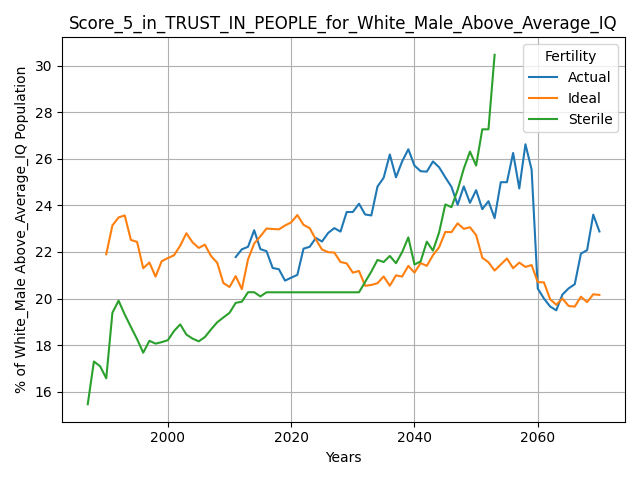 Score_5_in_TRUST_IN_PEOPLE_for_White_Male_Above_Average_IQ
% of White_Male Above_Average_IQ Population
30
28
26
24
22
20
18
16
Fertility
Actual
Ideal
Sterile
2000
2020
2040
2060
Years